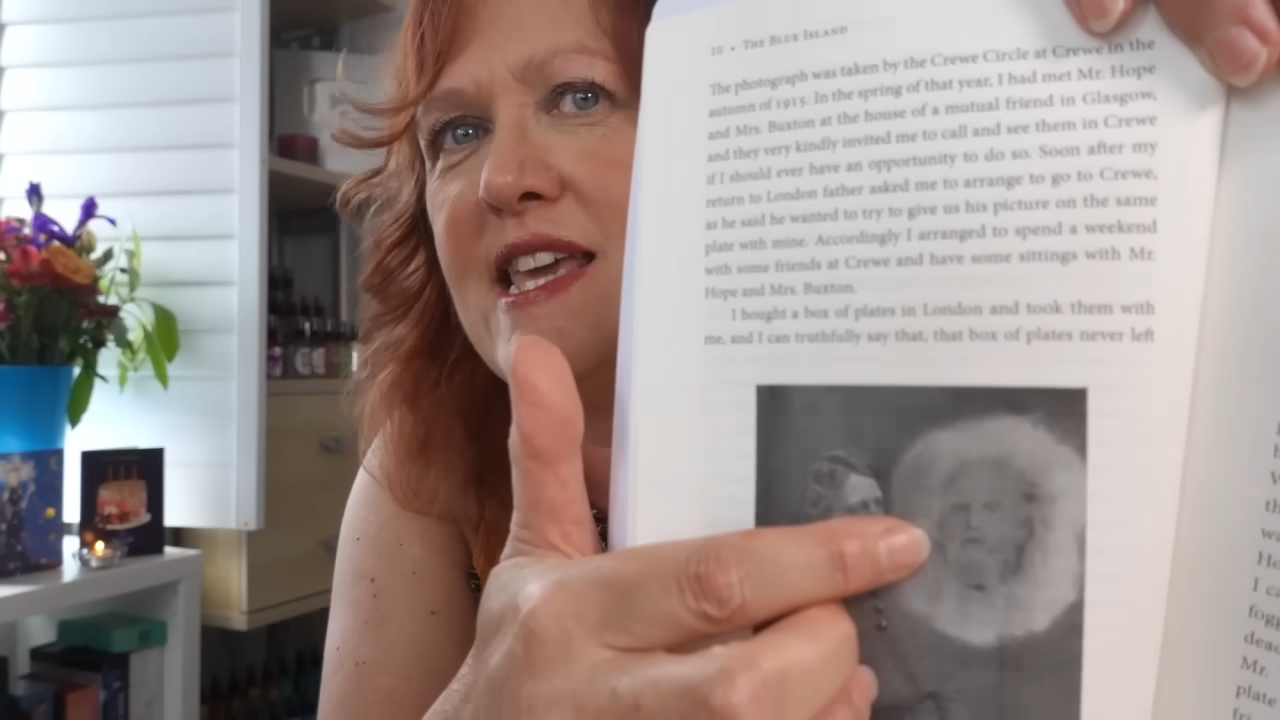 10 • The Blue Island
The photograph was taken by the Crewe Circle at Crewe in the
autumn of 1915. In the spring of that year, I had met Mr. Hope
and Mrs. Buxton at the house of a mutual friend in Glasgow,
and they very kindly invited me to call and see them in Crewe
if I should ever have an opportunity to do so. Soon after my
return to London father asked me to arrange to go to Crewe,
as he said he wanted to try to give us his picture on the same
plate with mine. Accordingly I arranged to spend a weekend
with some friends at Crewe and have some sittings with Mr.
Hope and Mrs. Buxton.
I bought a box of plates in London and took them with
me, and I can truthfully say that, that box of plates never left
I ca
fogg
dead
Mr.
plate